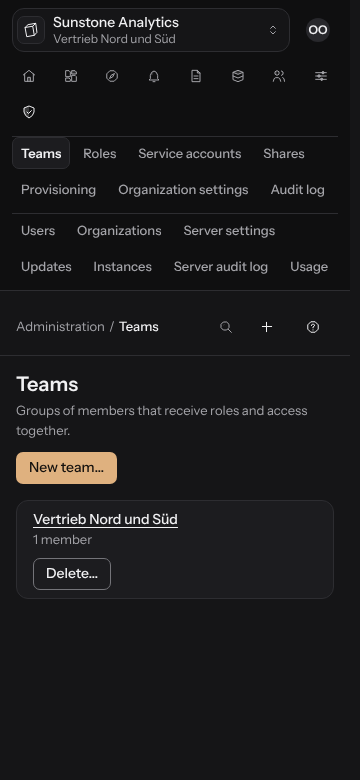 Sunstone Analytics
Vertrieb Nord und Süd
OO
Teams Roles Service accounts Shares
Provisioning Organization settings Audit log
Users Organizations Server settings
Updates Instances Server audit log Usage
Administration / Teams
Teams
Groups of members that receive roles and access
together.
New team...
Vertrieb Nord und Süd
1 member
Delete...